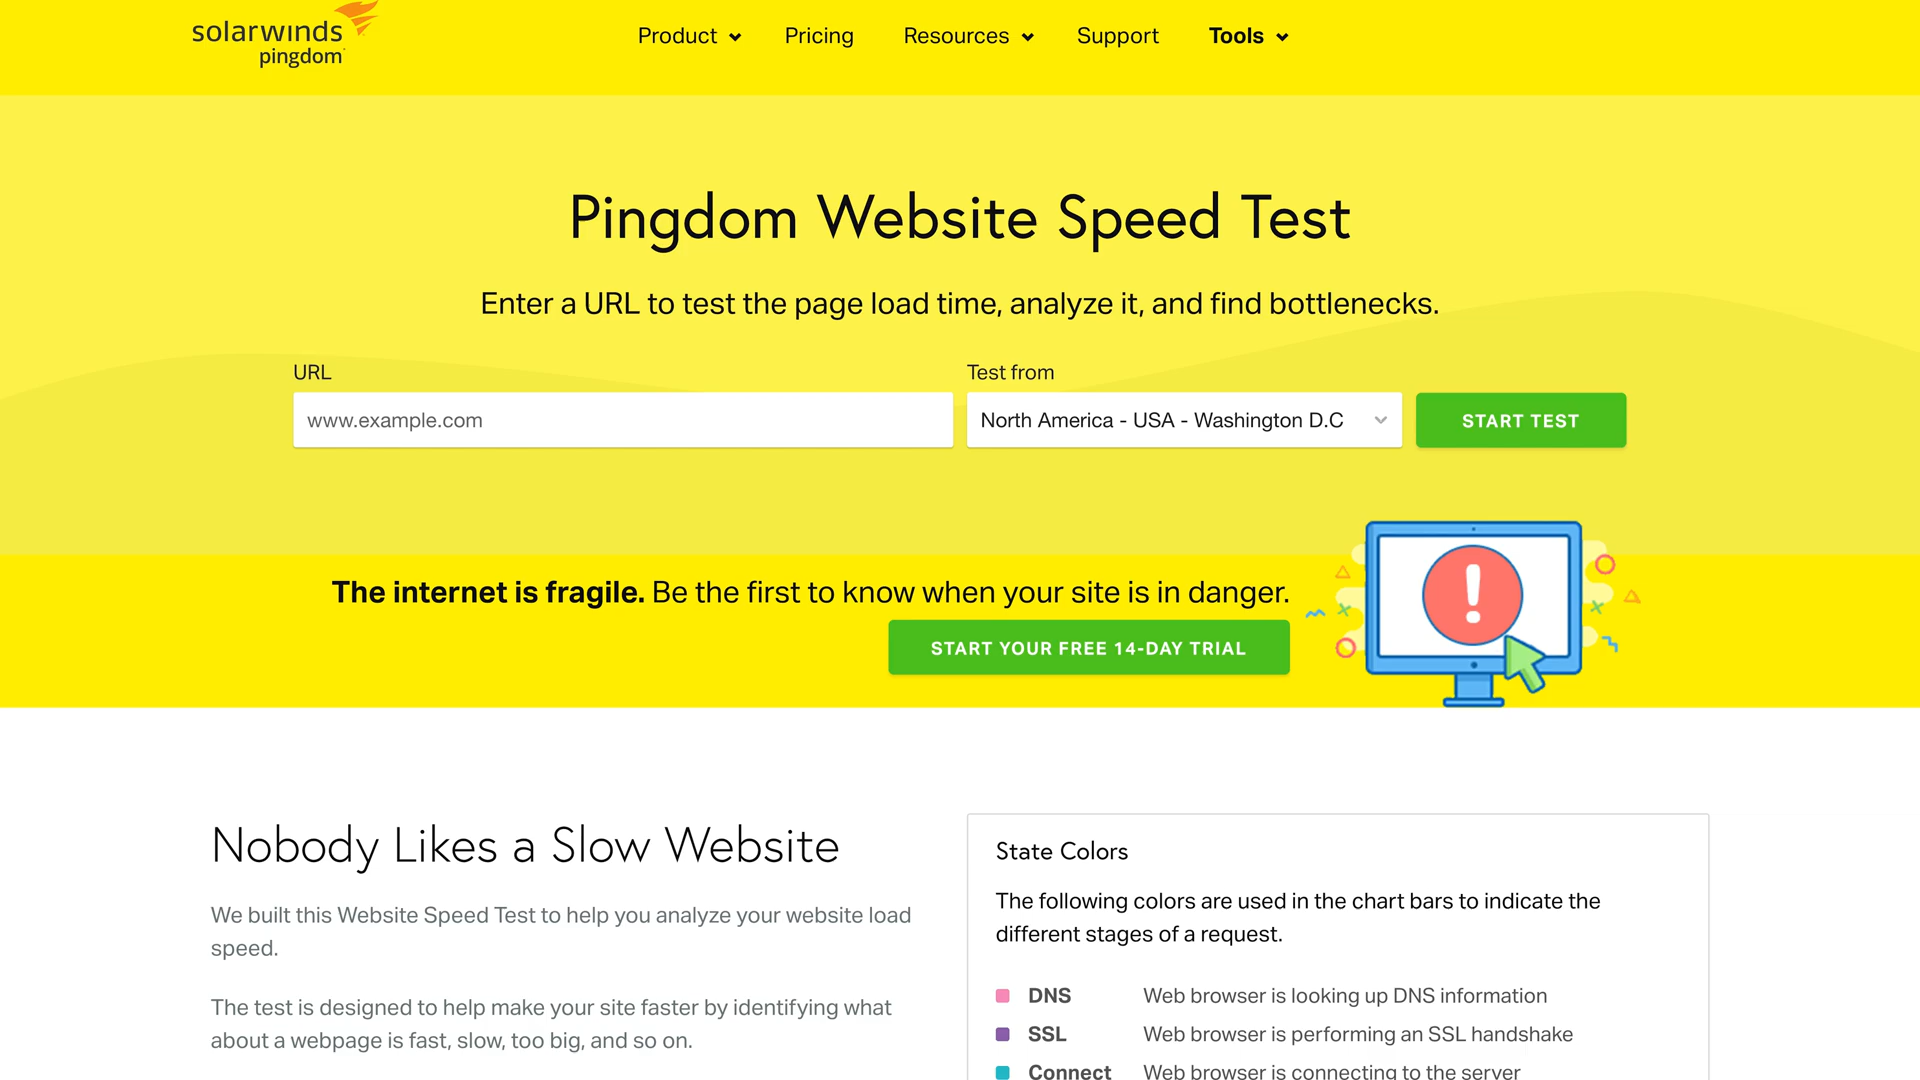 solarwinds
pingdom
Product
Pricing
Resources
Support
Tools
Pingdom Website Speed Test
Enter a URL to test the page load time, analyze it, and find bottlenecks.
URL
Test from
www.example.com
North America - USA - Washington D.C
START TEST
The internet is fragile. Be the first to know when your site is in danger.
START YOUR FREE 14-DAY TRIAL
Nobody Likes a Slow Website
We built this Website Speed Test to help you analyze your website load
speed.
The test is designed to help make your site faster by identifying what
about a webpage is fast, slow, too big, and so on.
State Colors
The following colors are used in the chart bars to indicate the
different stages of a request.
DNS Web browser is looking up DNS information
SSL Web browser is performing an SSL handshake
Connect Web browser is connecting to the server